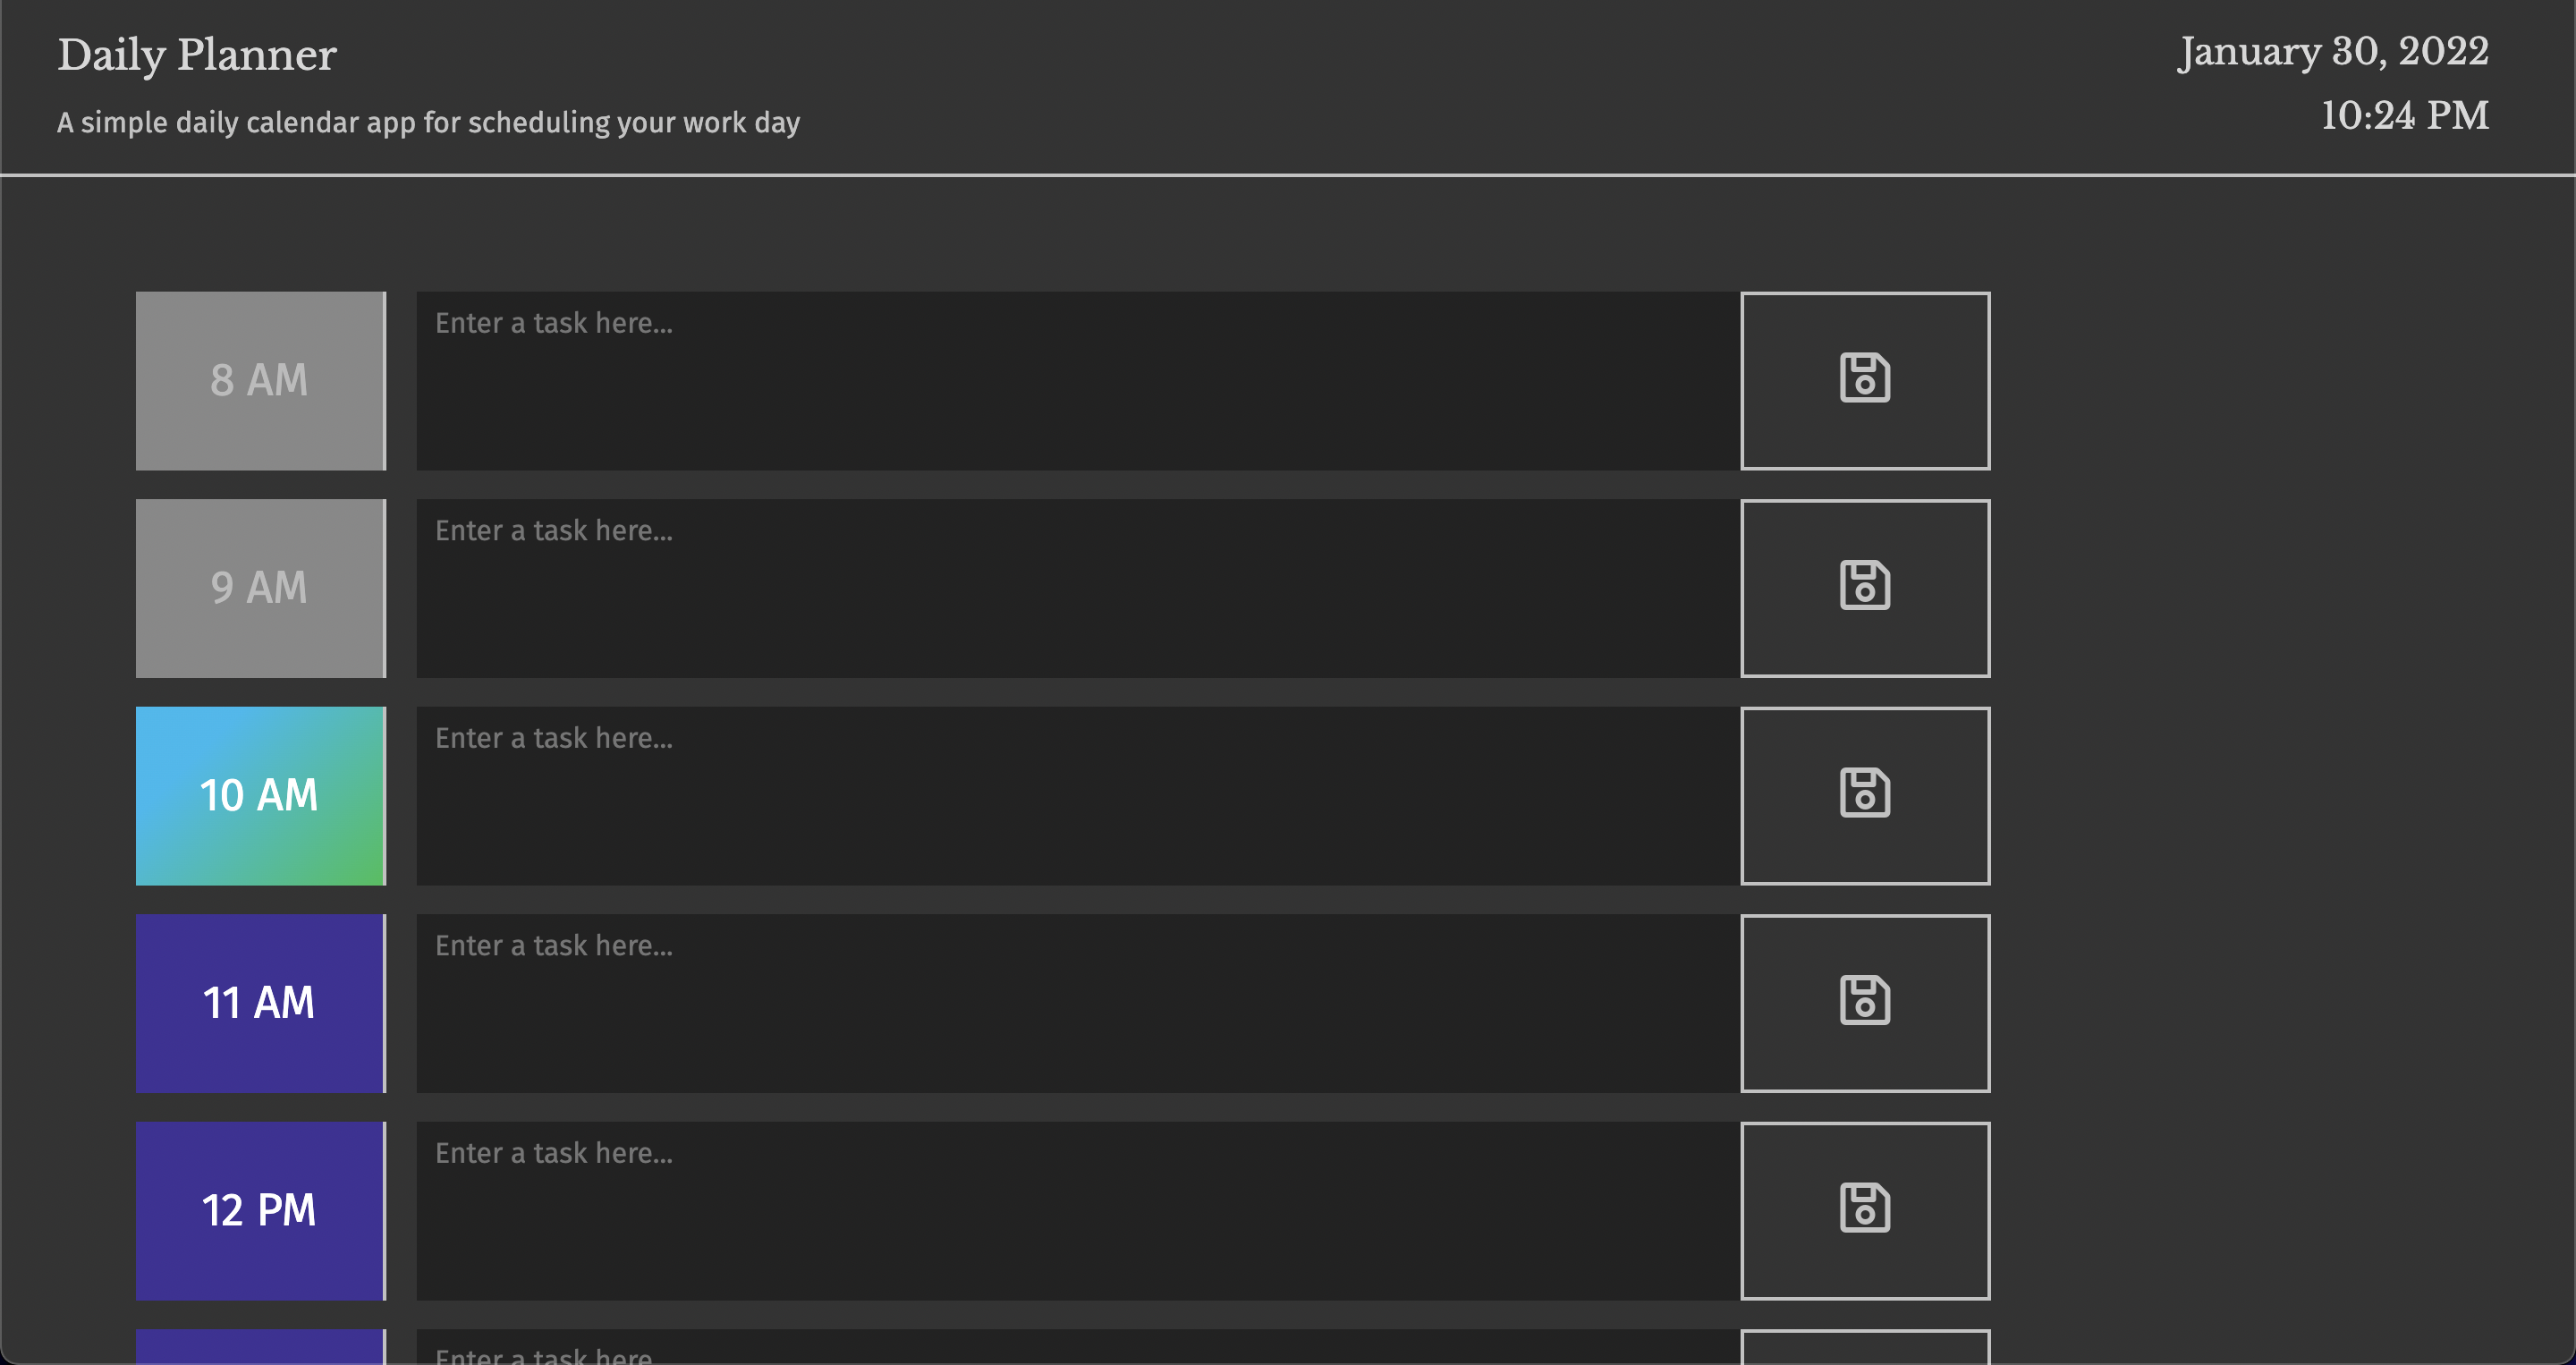 Daily Planner
January 30, 2022
A simple daily calendar app for scheduling your work day
10:24 PM
8 AM
Enter a task here...
9 AM
Enter a task here...
10 AM
Enter a task here...
11 AM
Enter a task here...
12 PM
Enter a task here...
Enter a task here